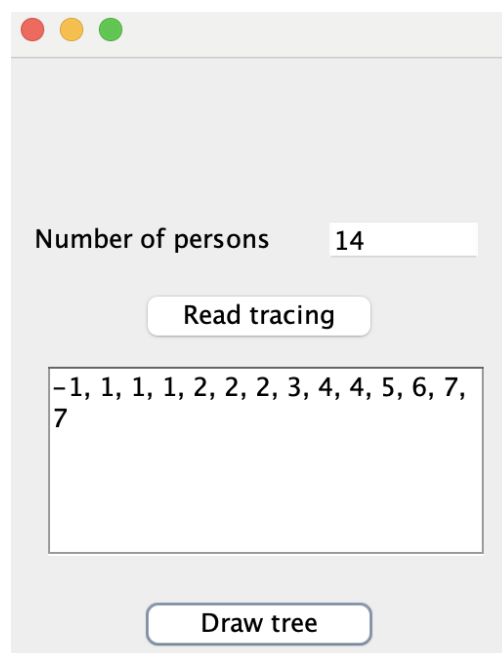 Number of persons 14
Read tracing
-1, 1, 1, 1, 2, 2, 2, 3, 4, 4, 5, 6, 7,
7
Draw tree